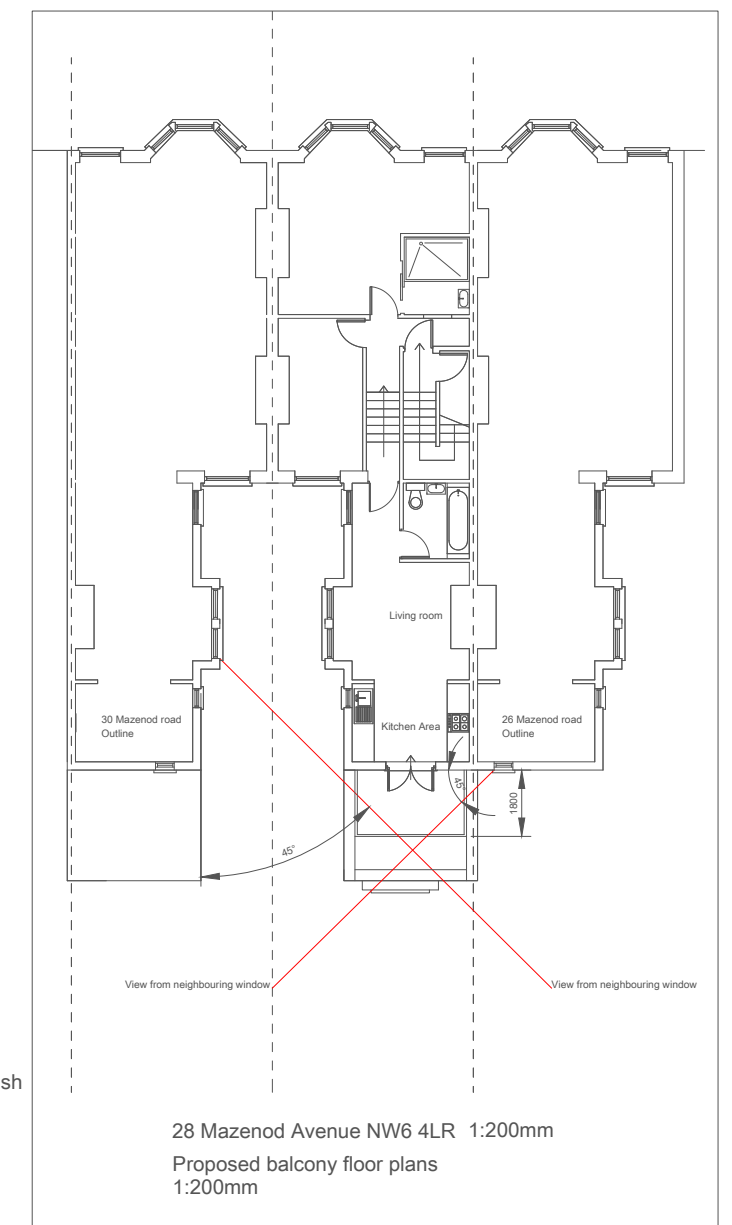 Living room
30 Mazenod road
Outline
Kitchen Area
26 Mazenod road
Outline
45°
1800
45°
View from neighbouring window
View from neighbouring window
sh
28 Mazenod Avenue NW6 4LR 1:200mm
Proposed balcony floor plans
1:200mm